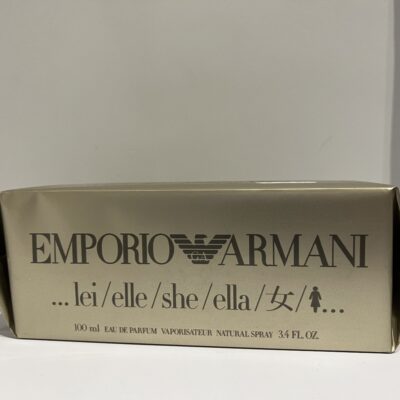 EMPORIO ARMANI
...lei/elle/she/ella/女/...
100 ml EAU DE PARFUM VAPORISATEUR NATURAL SPRAY 3.4 FL. OZ.